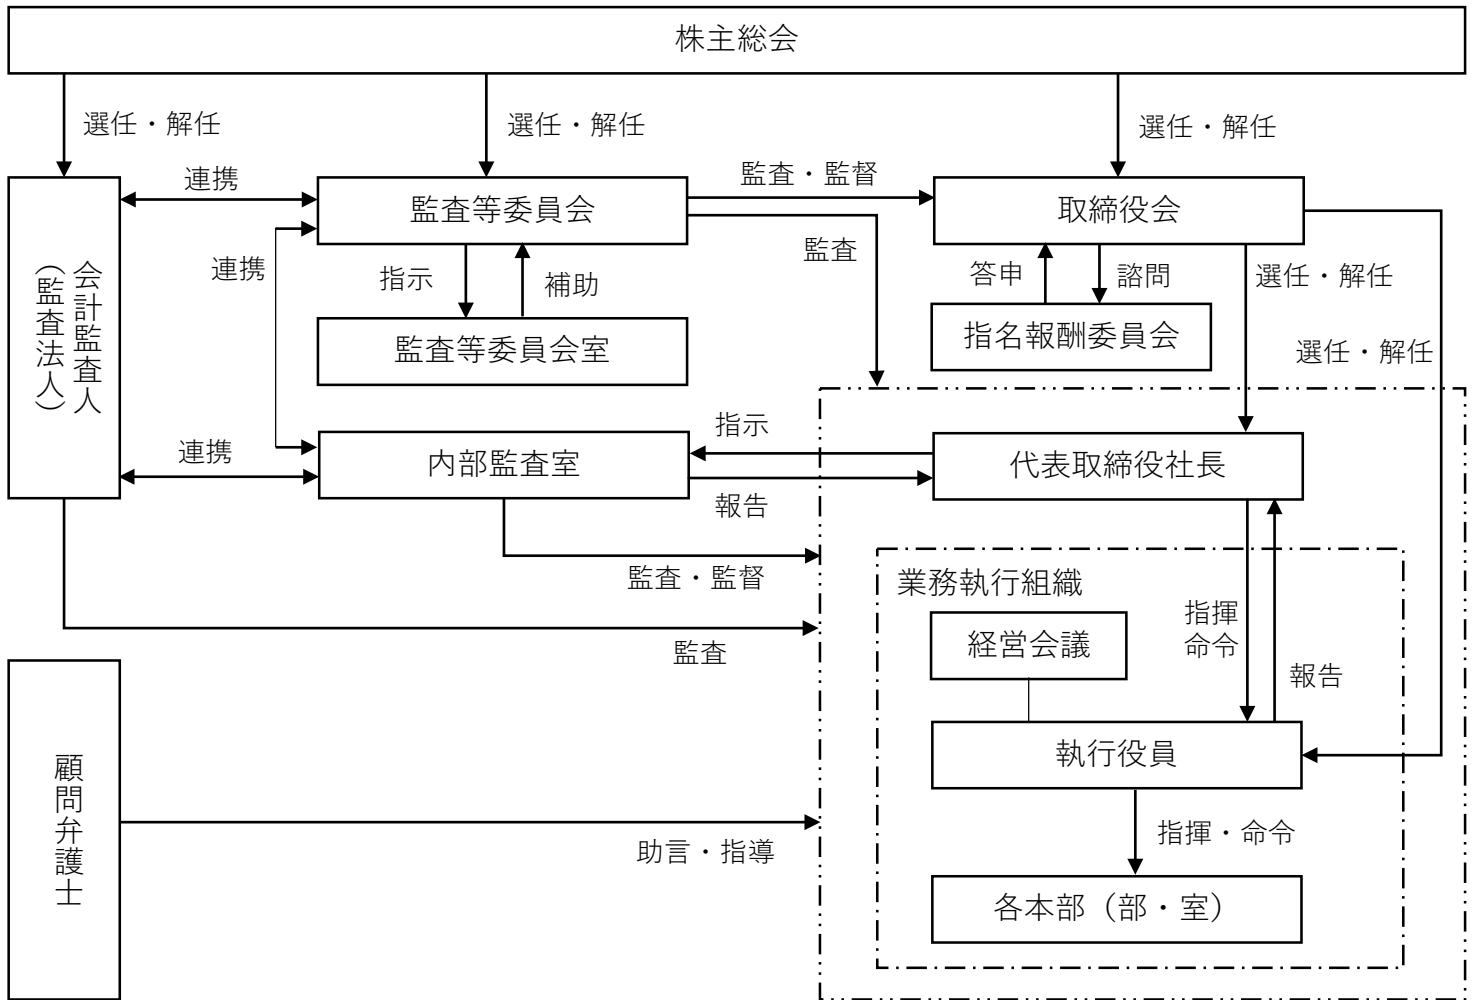 株主総会
選任・解任
選任・解任
選任・解任
連携
監査等委員会
監査・監督
取締役会
会計監査人
（監査法人）
連携
指示
補助
監査
答申
諮問
選任・解任
監査等委員会室
指名報酬委員会
選任・解任
連携
内部監査室
指示
報告
代表取締役社長
監査・監督
業務執行組織
監査
経営会議
指揮
命令
報告
顧問弁護士
執行役員
助言・指導
指揮・命令
各本部（部・室）